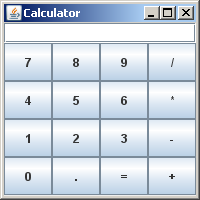 Calculator
7 8 9 /
4 5 6 *
1 2 3 -
0 . = +